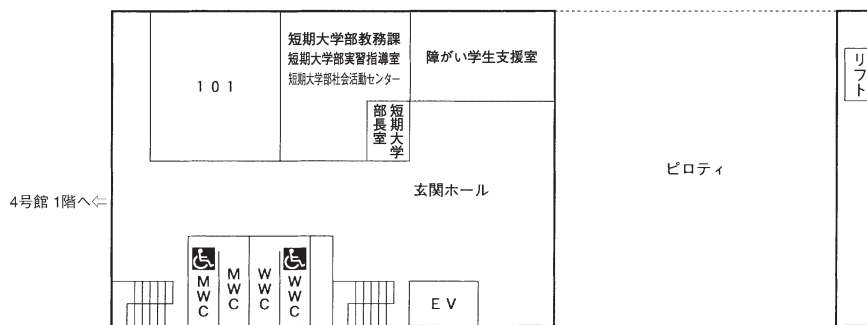 短期大学部教務課
短期大学部実習指導室
短期大学部社会活動センター
障がい学生支援室
リフト
101
短期大学
部長室
ピロティ
玄関ホール
4号館 1階へ⇦
MWC
MWC
WWC
WWC
EV